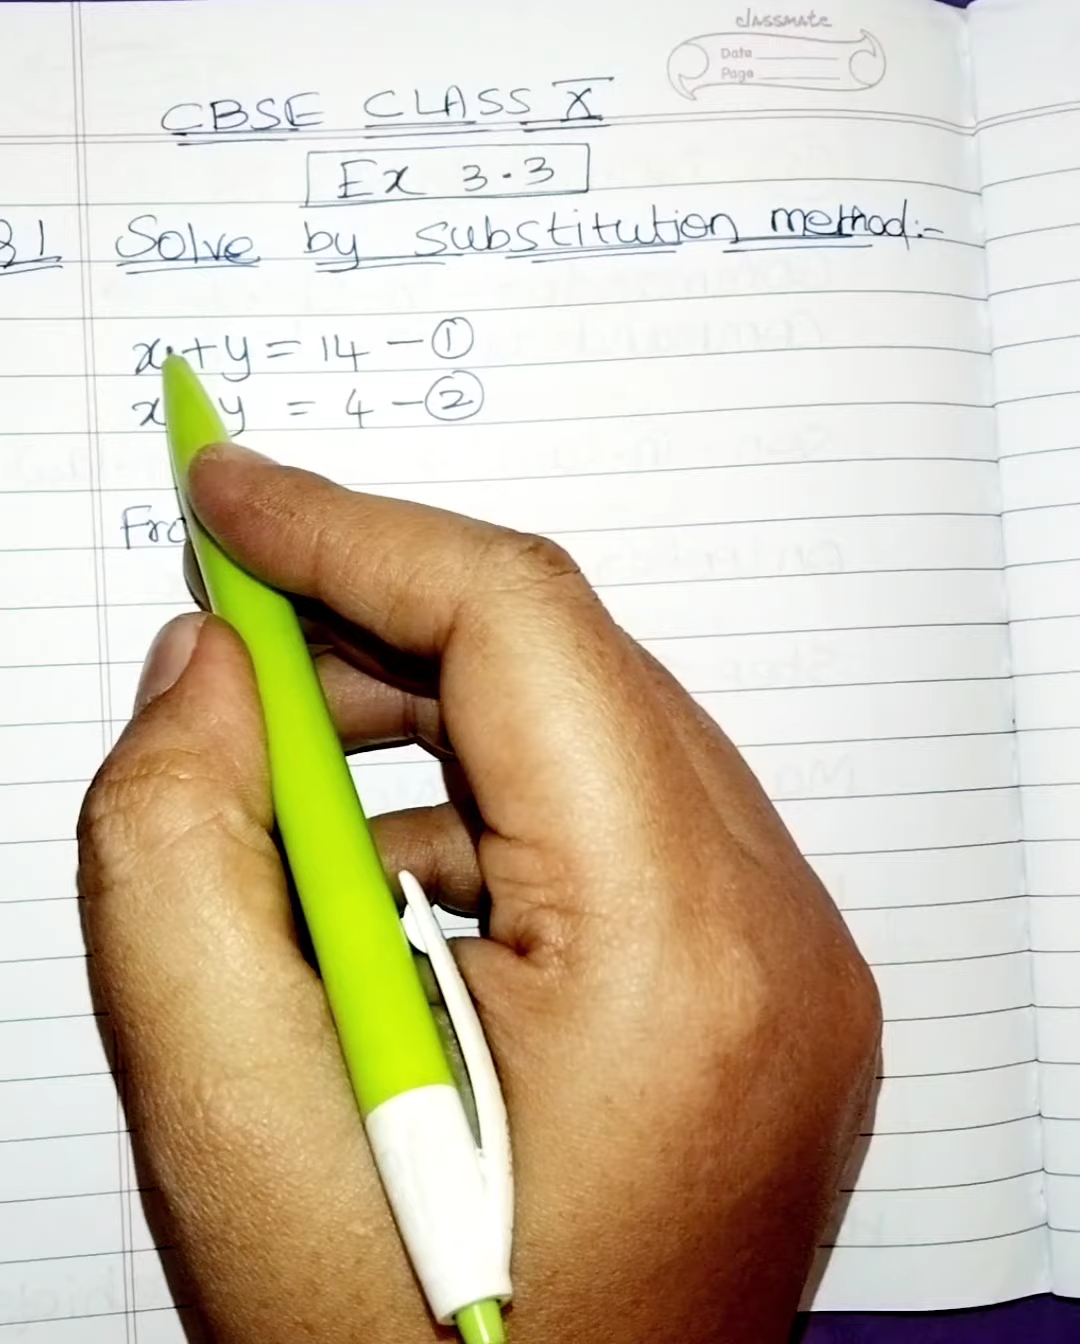 classmate
Date
Page
CBSE CLASS X
Ex 3.3
Solve by substitution method:-
x + y = 14 - ①
x y = 4 - ②